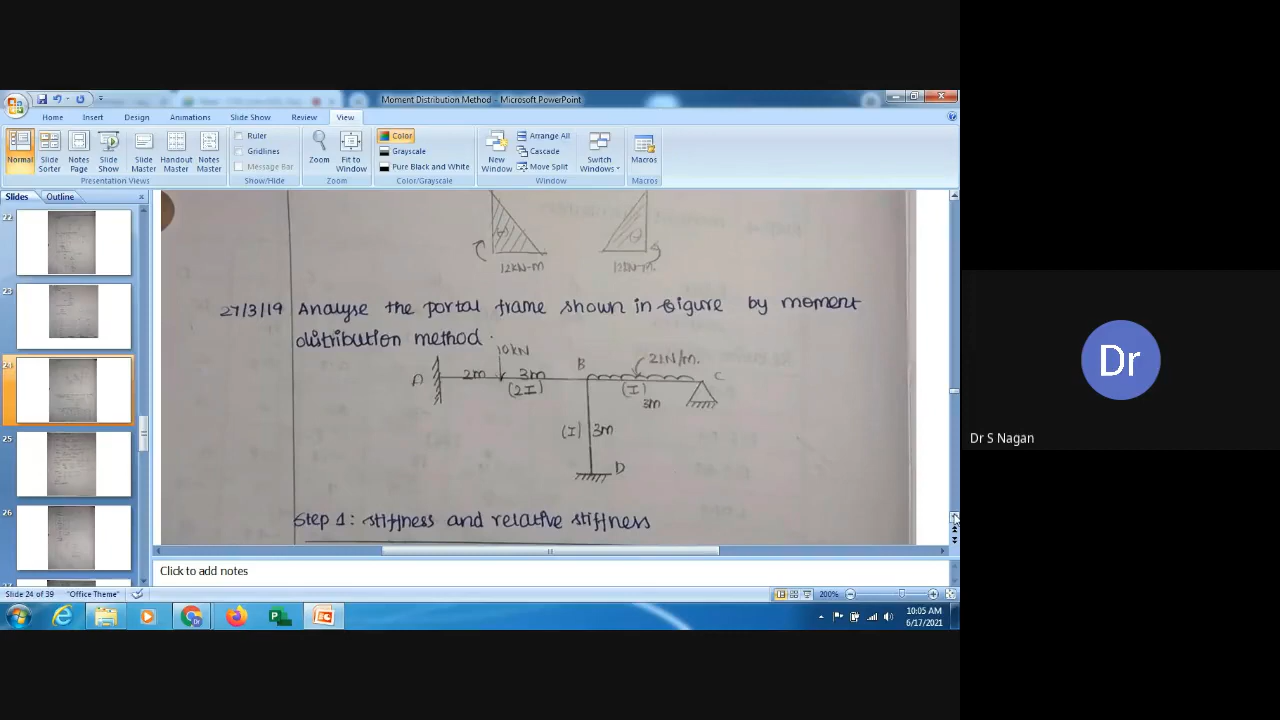 Moment Distribution Method - Microsoft PowerPoint
Home Insert Design Animations Slide Show Review View
Normal Slide Sorter Notes Page Slide Show Slide Master Handout Master Notes Master
Presentation Views
Ruler
Gridlines
Message Bar
Show/Hide
Zoom Fit to Window
Zoom
Color
Grayscale
Pure Black and White
Color/Grayscale
New Window
Arrange All
Cascade
Move Split
Switch Windows
Window
Macros
Macros
Slides Outline
22
23
24
25
26
θ θ
12kN-m
27/3/19 Analyse the portal frame shown in figure by moment
distribution method.
10kN
B 2kN/m.
A 2m 3m C
(2I) (I)
3m
(I) 3m
D
Step 1: stiffness and relative stiffness
Click to add notes
Slide 24 of 39 "Office Theme" 200%
10:05 AM
6/17/2021
Dr
Dr S Nagan